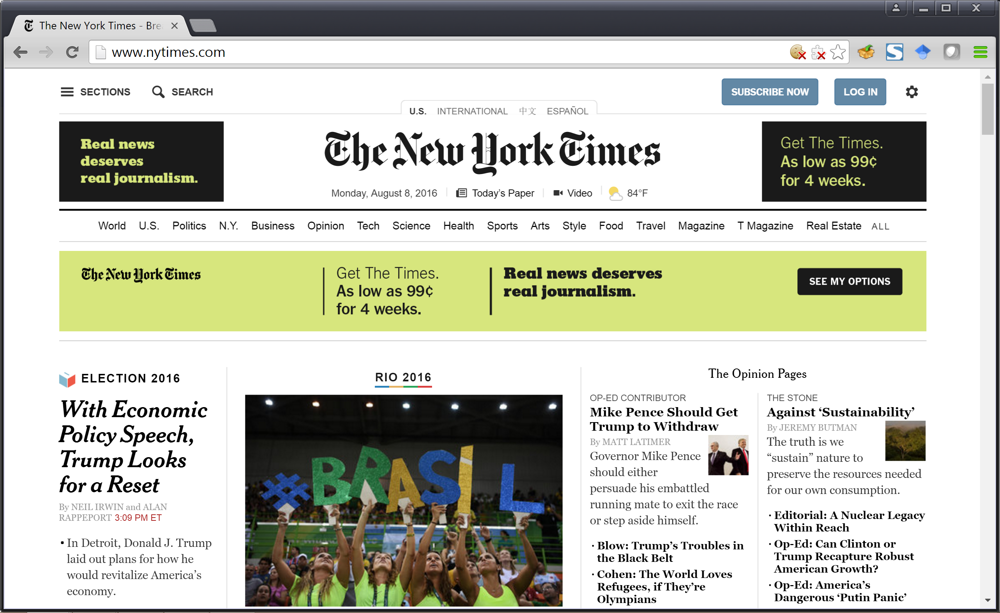 The New York Times - Bre
www.nytimes.com
SECTIONS SEARCH
SUBSCRIBE NOW LOG IN
U.S. INTERNATIONAL 中文 ESPAÑOL
Real news
deserves
real journalism.
The New York Times
Get The Times.
As low as 99¢
for 4 weeks.
Monday, August 8, 2016 Today’s Paper Video 84°F
World U.S. Politics N.Y. Business Opinion Tech Science Health Sports Arts Style Food Travel Magazine T Magazine Real Estate ALL
The New York Times
Get The Times.
As low as 99¢
for 4 weeks.
Real news deserves
real journalism.
SEE MY OPTIONS
ELECTION 2016
With Economic
Policy Speech,
Trump Looks
for a Reset
By NEIL IRWIN and ALAN
RAPPEPORT 3:09 PM ET
• In Detroit, Donald J. Trump
laid out plans for how he
would revitalize America’s
economy.
RIO 2016
#BRASIL
The Opinion Pages
OP-ED CONTRIBUTOR
Mike Pence Should Get
Trump to Withdraw
By MATT LATIMER
Governor Mike Pence
should either
persuade his embattled
running mate to exit the race
or step aside himself.
· Blow: Trump’s Troubles in
the Black Belt
· Cohen: The World Loves
Refugees, if They’re
Olympians
THE STONE
Against ‘Sustainability’
By JEREMY BUTMAN
The truth is we
“sustain” nature to
preserve the resources needed
for our own consumption.
· Editorial: A Nuclear Legacy
Within Reach
· Op-Ed: Can Clinton or
Trump Recapture Robust
American Growth?
· Op-Ed: America’s
Dangerous ‘Putin Panic’